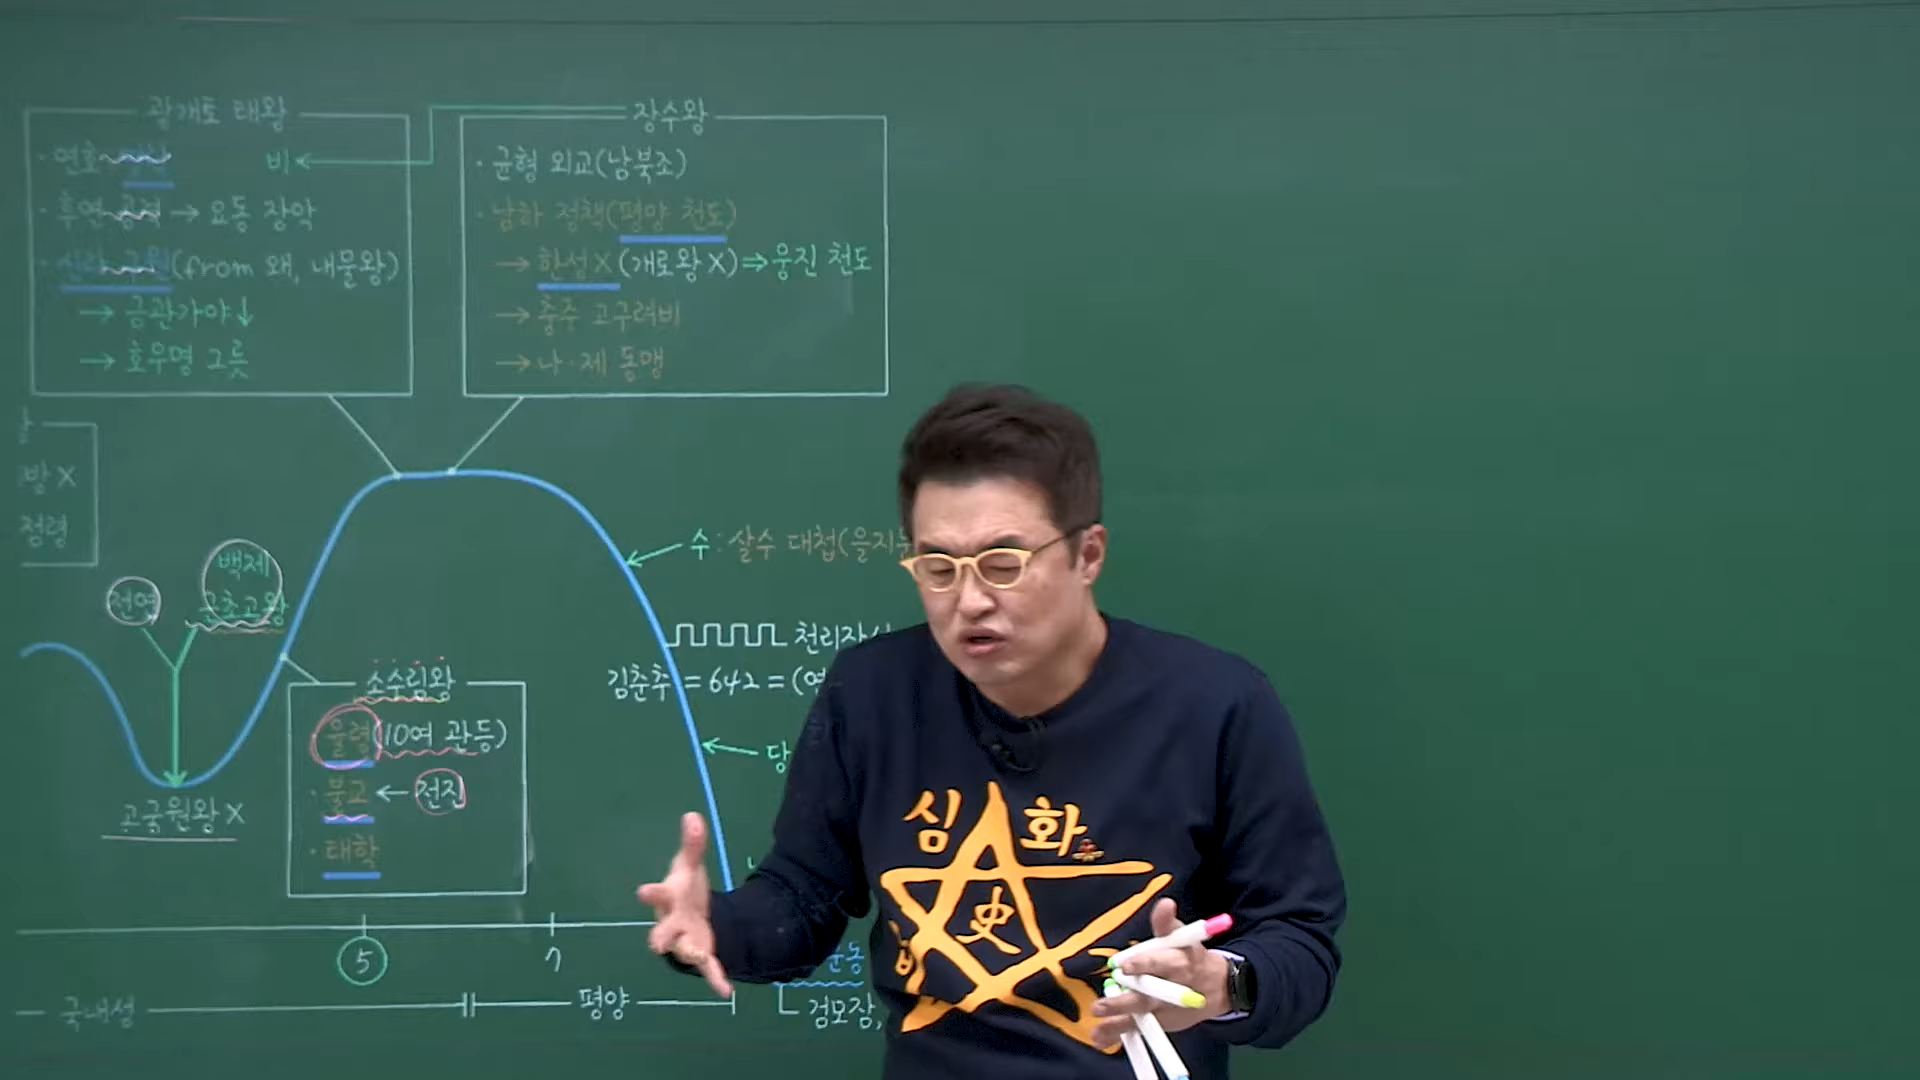 광개토 태왕
· 연호
비
· 후연 공격 → 요동 장악
· 신라 구원(from 왜, 내물왕)
→ 금관가야↓
→ 호우명 그릇
장수왕
· 균형 외교(남북조)
· 남하 정책(평양 천도)
→ 한성X(개로왕X)⇒웅진 천도
→ 충주 고구려비
→ 나·제 동맹
방X
정령
전연
백제
근초고왕
고국원왕X
소수림왕
· 율령(10여 관등)
· 불교 ← 전진
· 태학
수 : 살수 대첩(을지
천리자
김춘추 = 642 = (연
당
5
7
국내성
평양
운동
검모잠,
심화
史